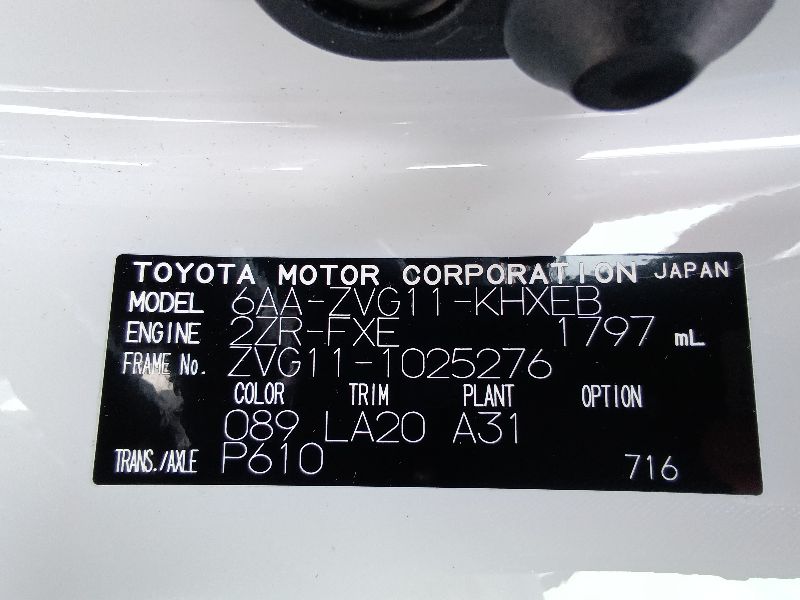 TOYOTA MOTOR CORPORATION JAPAN
MODEL 6AA-ZVG11-KHXEB
ENGINE 2ZR-FXE 1797 mL
FRAME No. ZVG11-1025276
COLOR TRIM PLANT OPTION
089 LA20 A31
TRANS./AXLE P610 716